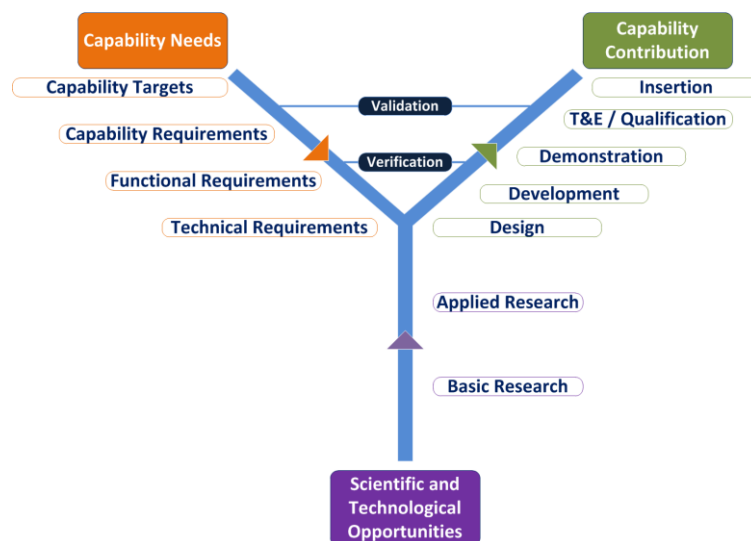 Capability Needs
Capability
Contribution
Capability Targets
Insertion
Validation
T&E / Qualification
Capability Requirements
Verification
Demonstration
Functional Requirements
Development
Technical Requirements
Design
Applied Research
Basic Research
Scientific and
Technological
Opportunities